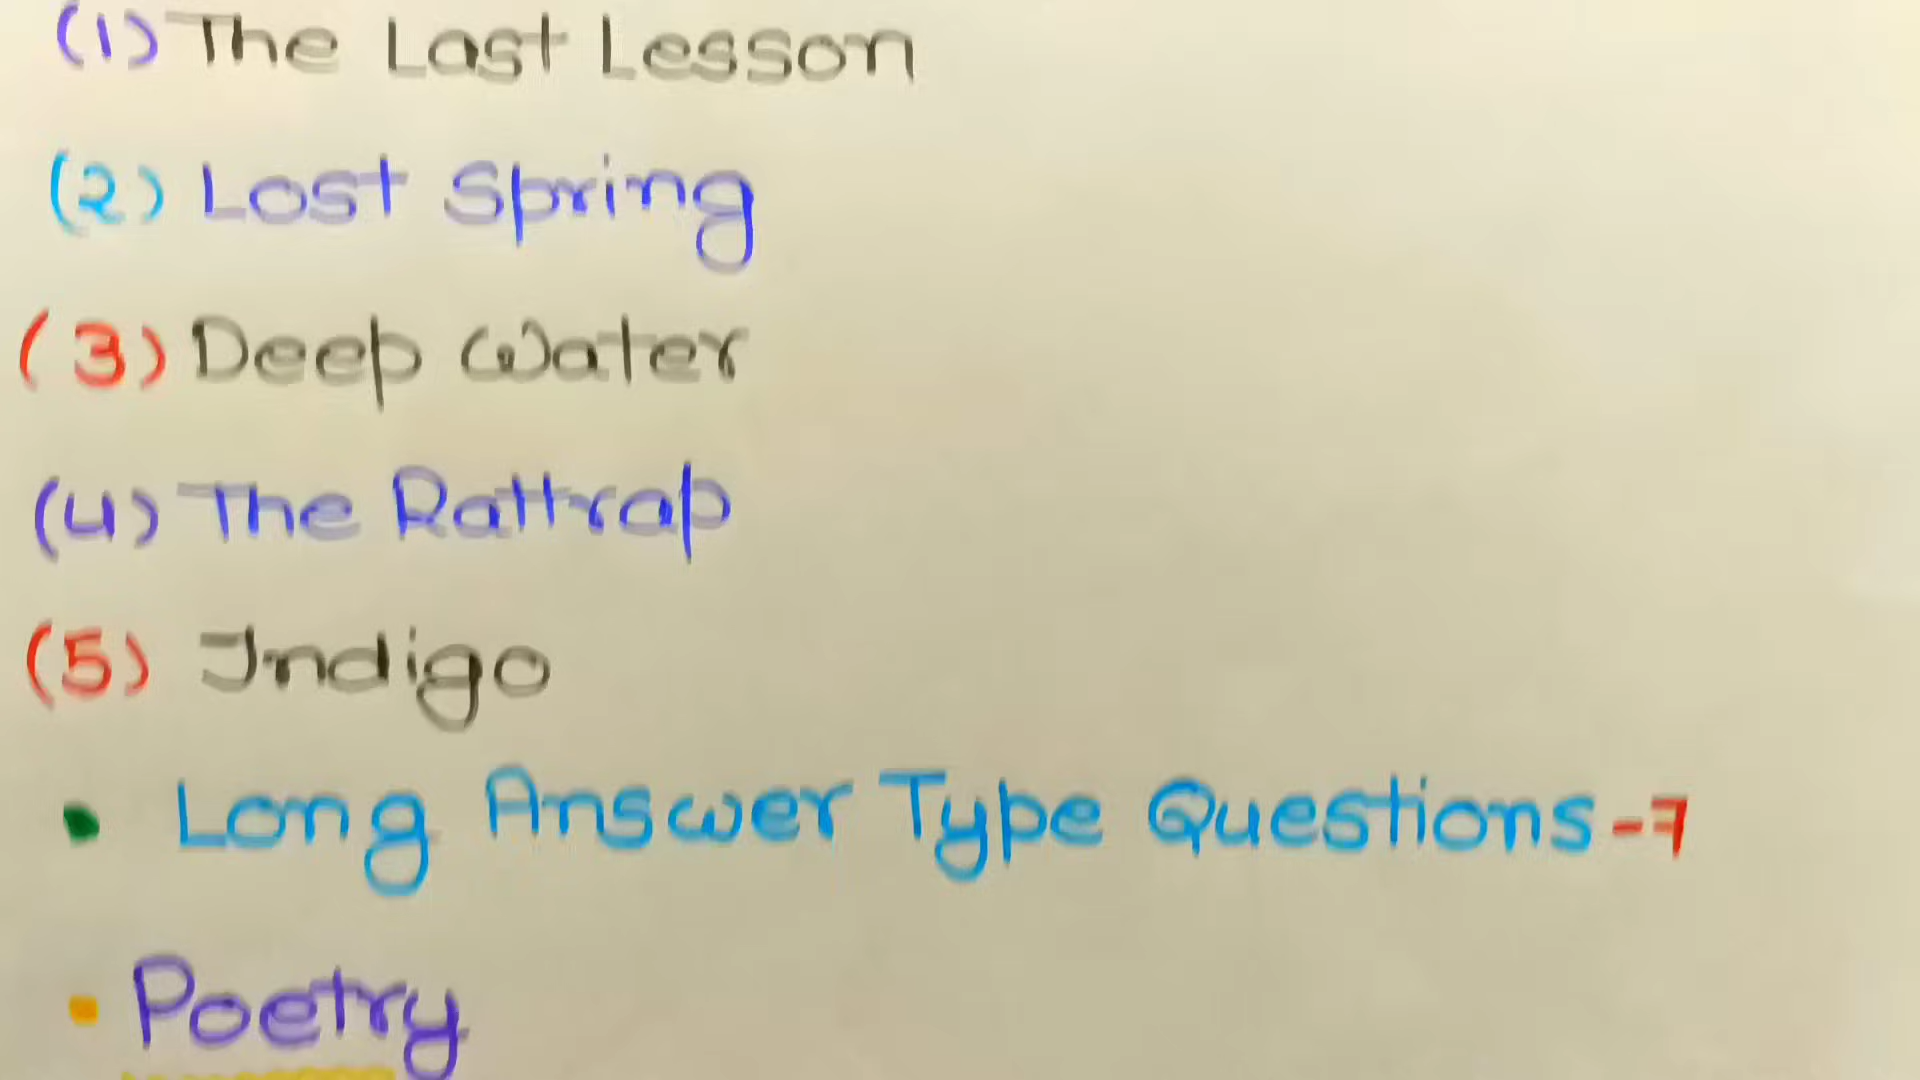 (1) The Last Lesson
(2) Lost Spring
(3) Deep Water
(4) The Rattrap
(5) Indigo
• Long Answer Type Questions - 7
• Poetry